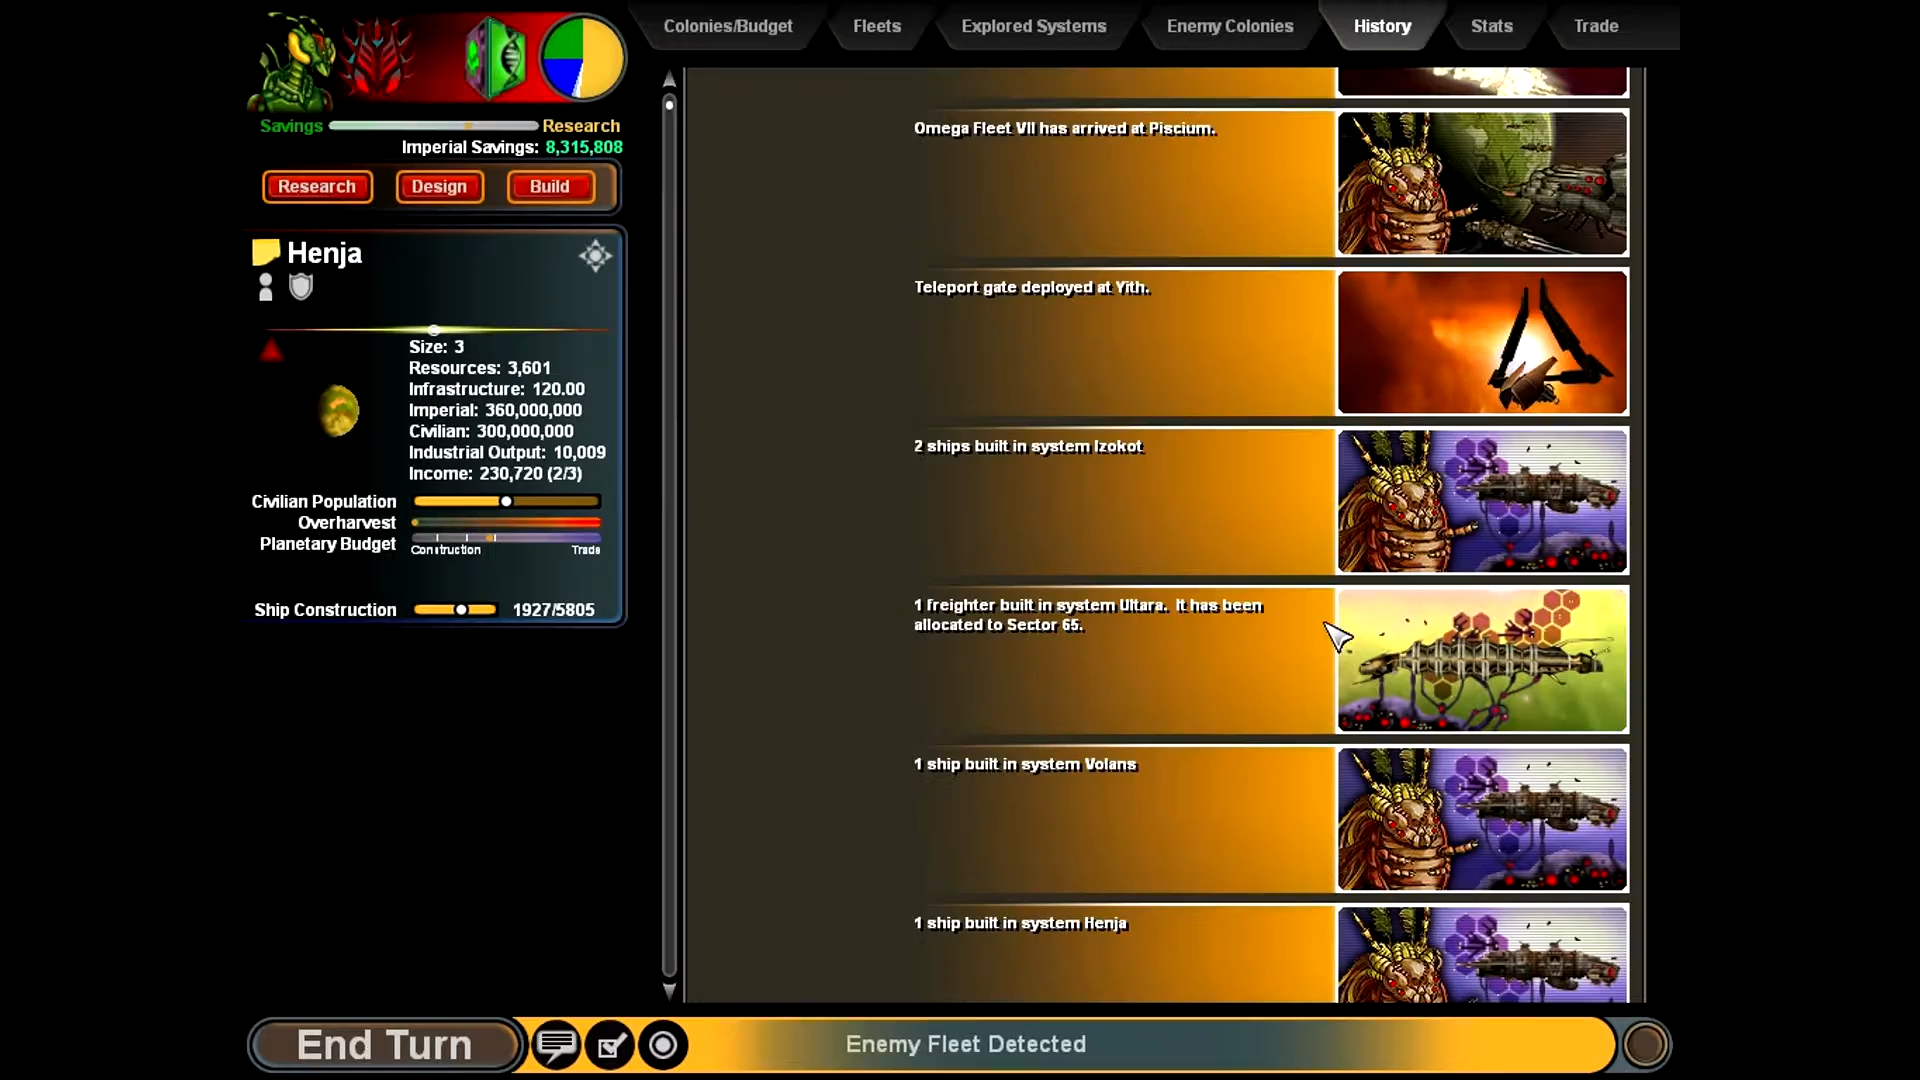 Colonies/Budget
Fleets
Explored Systems
Enemy Colonies
History
Stats
Trade
Savings
Research
Imperial Savings: 8,315,808
Research
Design
Build
Henja
Size: 3
Resources: 3,601
Infrastructure: 120.00
Imperial: 360,000,000
Civilian: 300,000,000
Industrial Output: 10,009
Income: 230,720 (2/3)
Civilian Population
Overharvest
Planetary Budget
Construction
Trade
Ship Construction
1927/5805
Omega Fleet VII has arrived at Piscium.
Teleport gate deployed at Yith.
2 ships built in system Izokot
1 freighter built in system Ultara. It has been
allocated to Sector 65.
1 ship built in system Volans
1 ship built in system Henja
End Turn
Enemy Fleet Detected